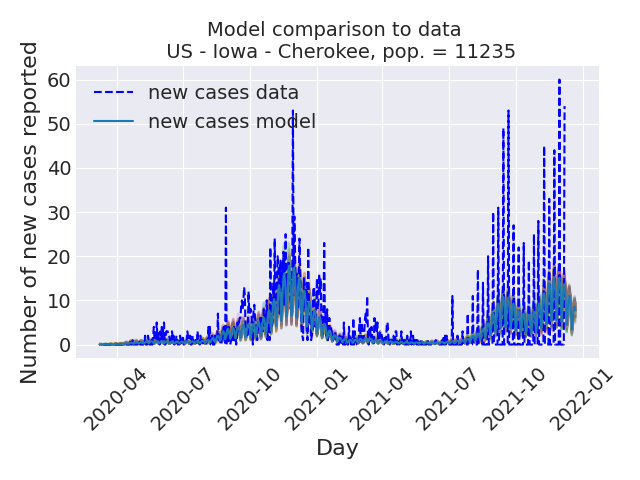 Model comparison to data
US - Iowa - Cherokee, pop. = 11235
Number of new cases reported
60
50
40
30
20
10
0
new cases data
new cases model
2020-04
2020-07
2020-10
2021-01
2021-04
2021-07
2021-10
2022-01
Day